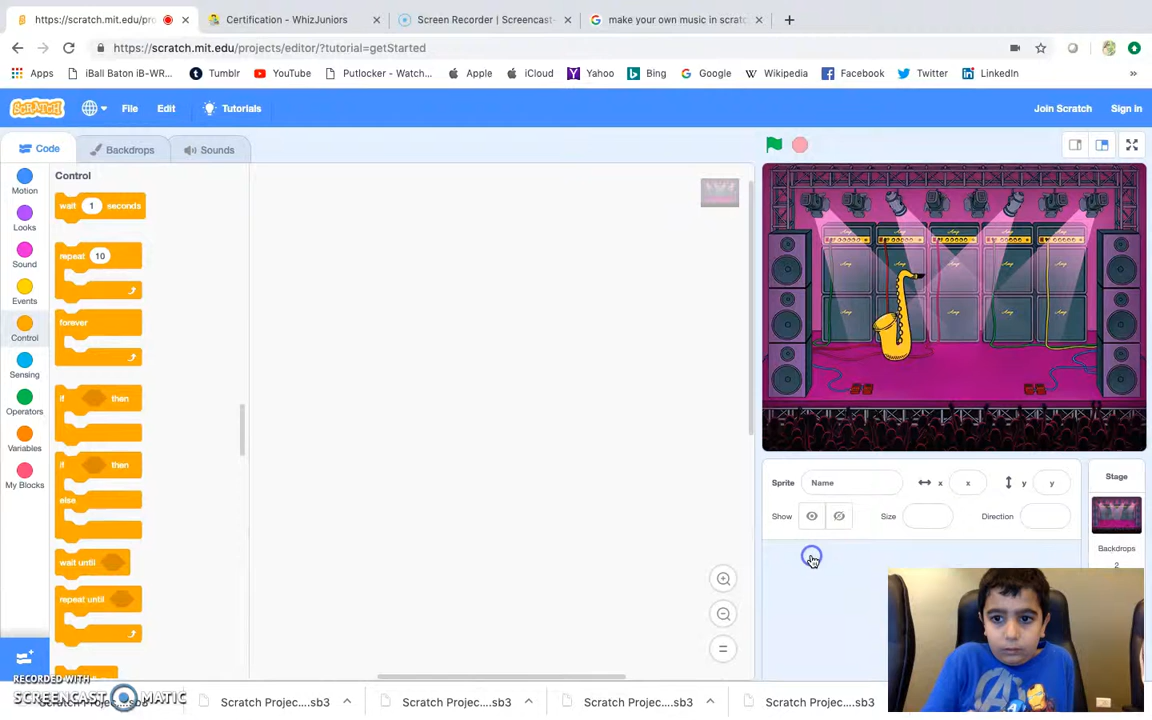 https://scratch.mit.edu/pro
Certification - WhizJuniors
Screen Recorder | Screencast-
make your own music in scratc
https://scratch.mit.edu/projects/editor/?tutorial=getStarted
Apps
iBall Baton iB-WR...
Tumblr
YouTube
Putlocker - Watch...
Apple
iCloud
Yahoo
Bing
Google
Wikipedia
Facebook
Twitter
LinkedIn
SCRATCH
File
Edit
Tutorials
Join Scratch
Sign in
Code
Backdrops
Sounds
Motion
Looks
Sound
Events
Control
Sensing
Operators
Variables
My Blocks
Control
wait 1 seconds
repeat 10
forever
if then
if then
else
wait until
repeat until
Sprite
Name
x
x
y
y
Show
Size
Direction
Stage
Backdrops
2
RECORDED WITH
SCREENCAST MATIC
Scratch Projec....sb3
Scratch Projec....sb3
Scratch Projec....sb3
Scratch Projec....sb3